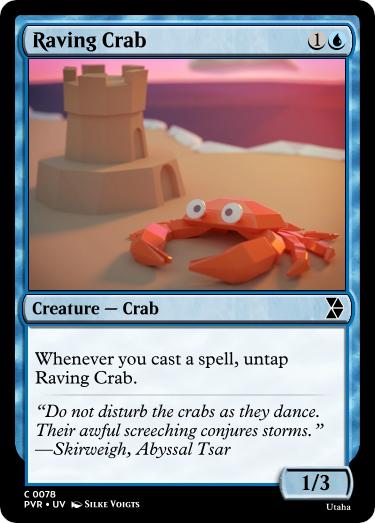 Raving Crab 1
Creature — Crab
Whenever you cast a spell, untap
Raving Crab.
“Do not disturb the crabs as they dance.
Their awful screeching conjures storms.”
—Skirweigh, Abyssal Tsar
1/3
C 0078
PVR • UV Silke Voigts
Utaha